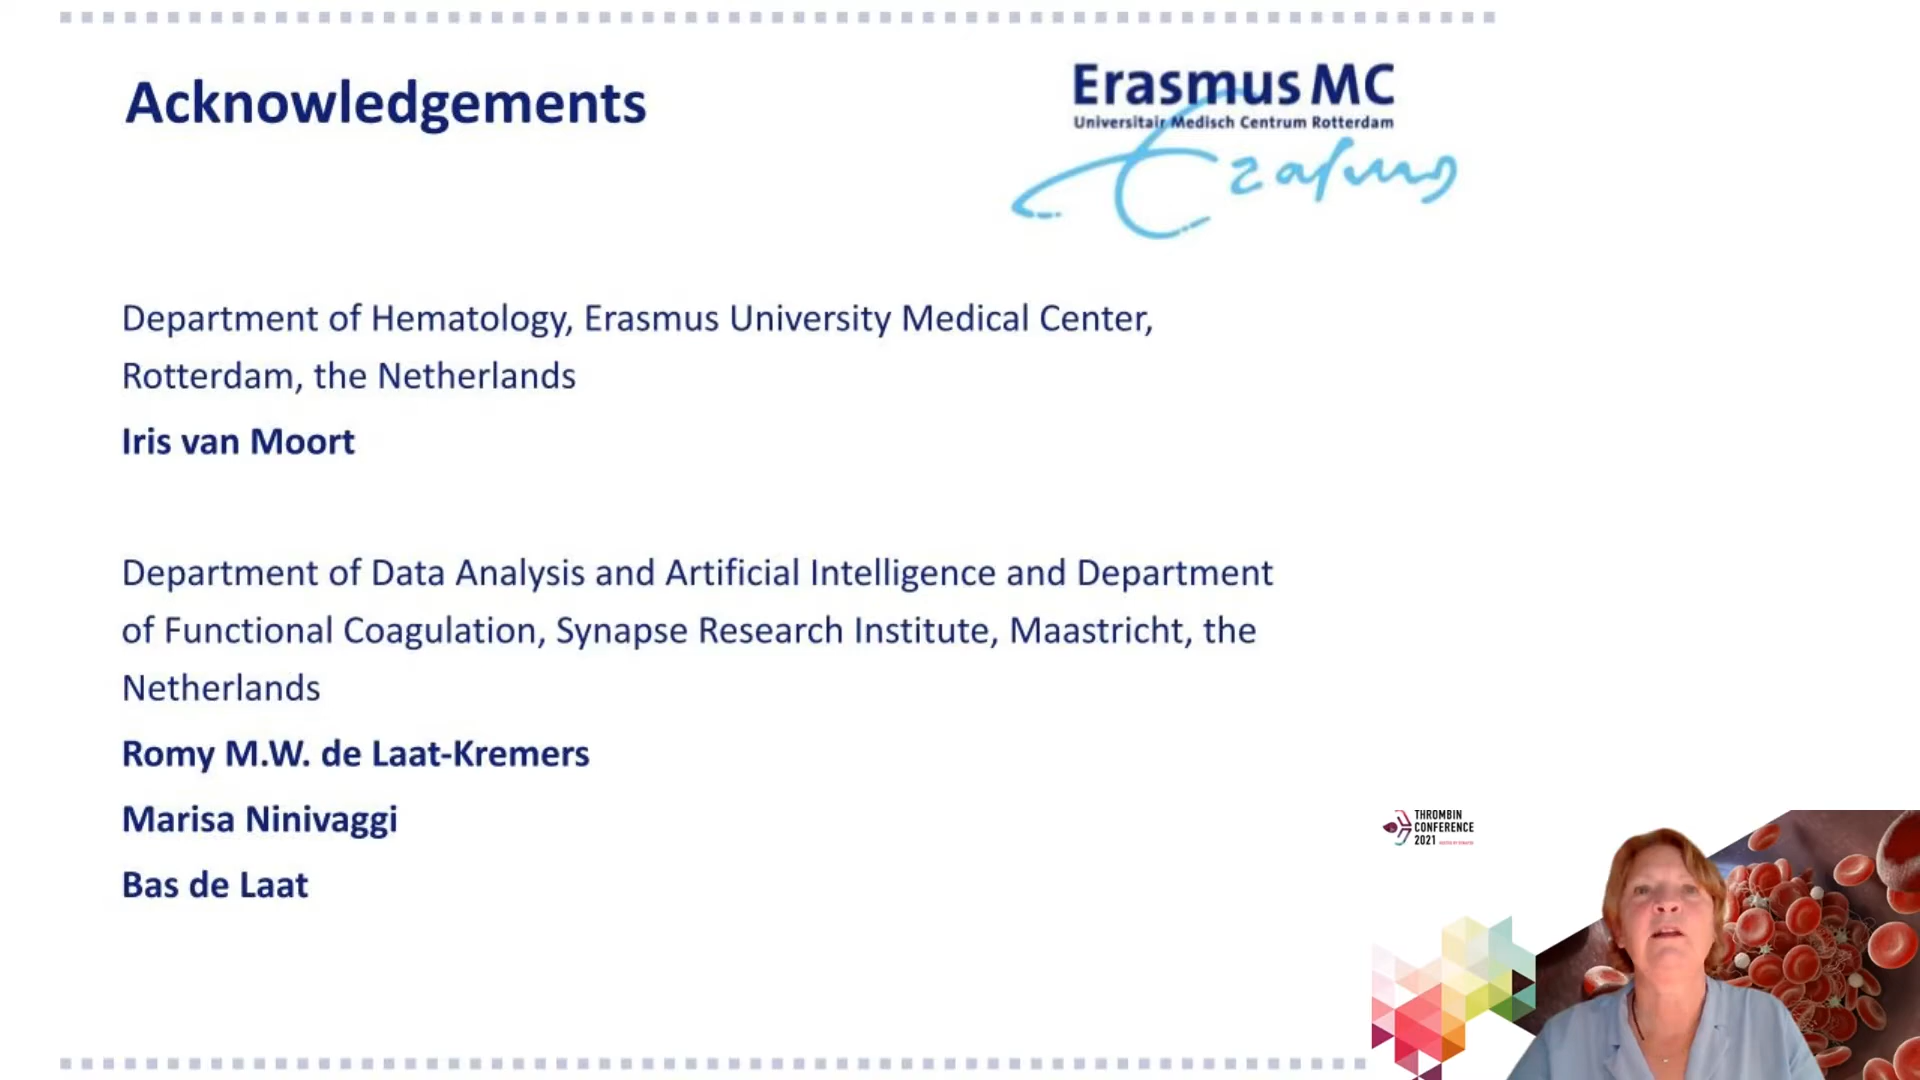 Acknowledgements
Erasmus MC
Universitair Medisch Centrum Rotterdam
Erasmus
Department of Hematology, Erasmus University Medical Center,
Rotterdam, the Netherlands
Iris van Moort
Department of Data Analysis and Artificial Intelligence and Department
of Functional Coagulation, Synapse Research Institute, Maastricht, the
Netherlands
Romy M.W. de Laat-Kremers
Marisa Ninivaggi
Bas de Laat
THROMBIN
CONFERENCE
2021